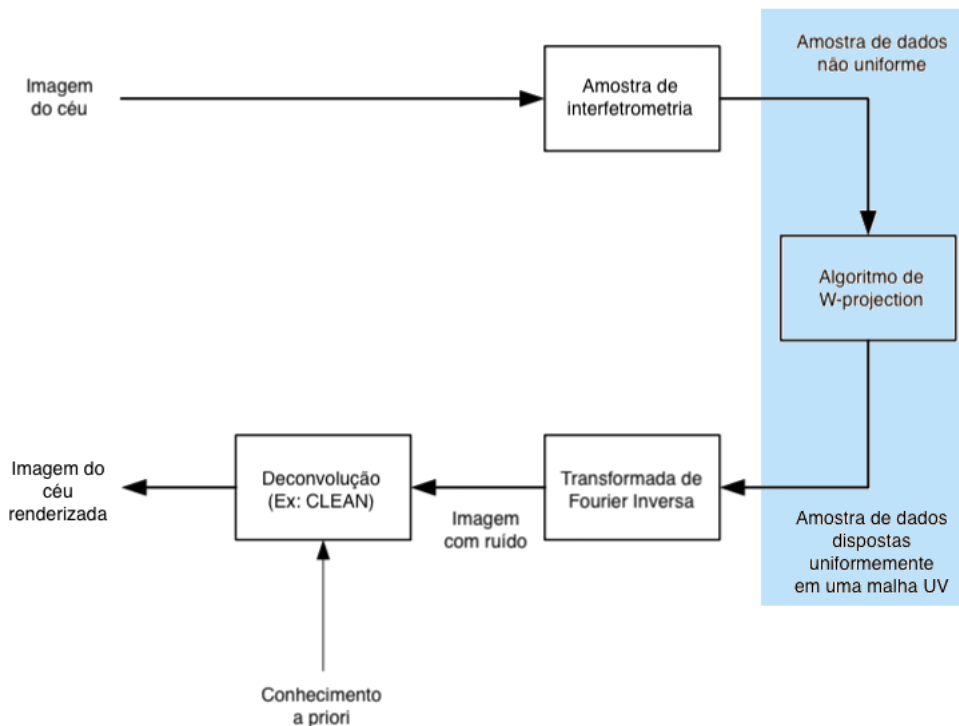 Imagem
do céu
Amostra de
interfetrometria
Amostra de dados
não uniforme
Algoritmo de
W-projection
Amostra de dados
dispostas
uniformemente
em uma malha UV
Transformada de
Fourier Inversa
Imagem
com ruído
Deconvolução
(Ex: CLEAN)
Conhecimento
a priori
Imagem do
céu
renderizada